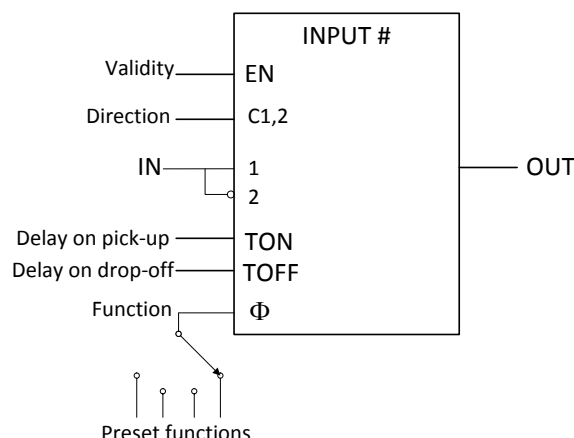 INPUT #
Validity EN
Direction C1,2
IN 1 OUT
2
Delay on pick-up TON
Delay on drop-off TOFF
Function Φ
Preset functions